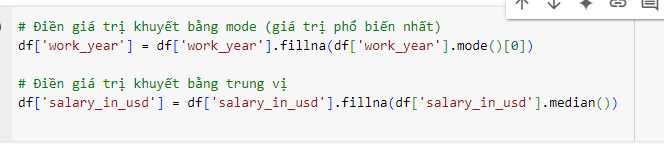 # Điền giá trị khuyết bằng mode (giá trị phổ biến nhất)
df['work_year'] = df['work_year'].fillna(df['work_year'].mode()[0])
# Điền giá trị khuyết bằng trung vị
df['salary_in_usd'] = df['salary_in_usd'].fillna(df['salary_in_usd'].median())